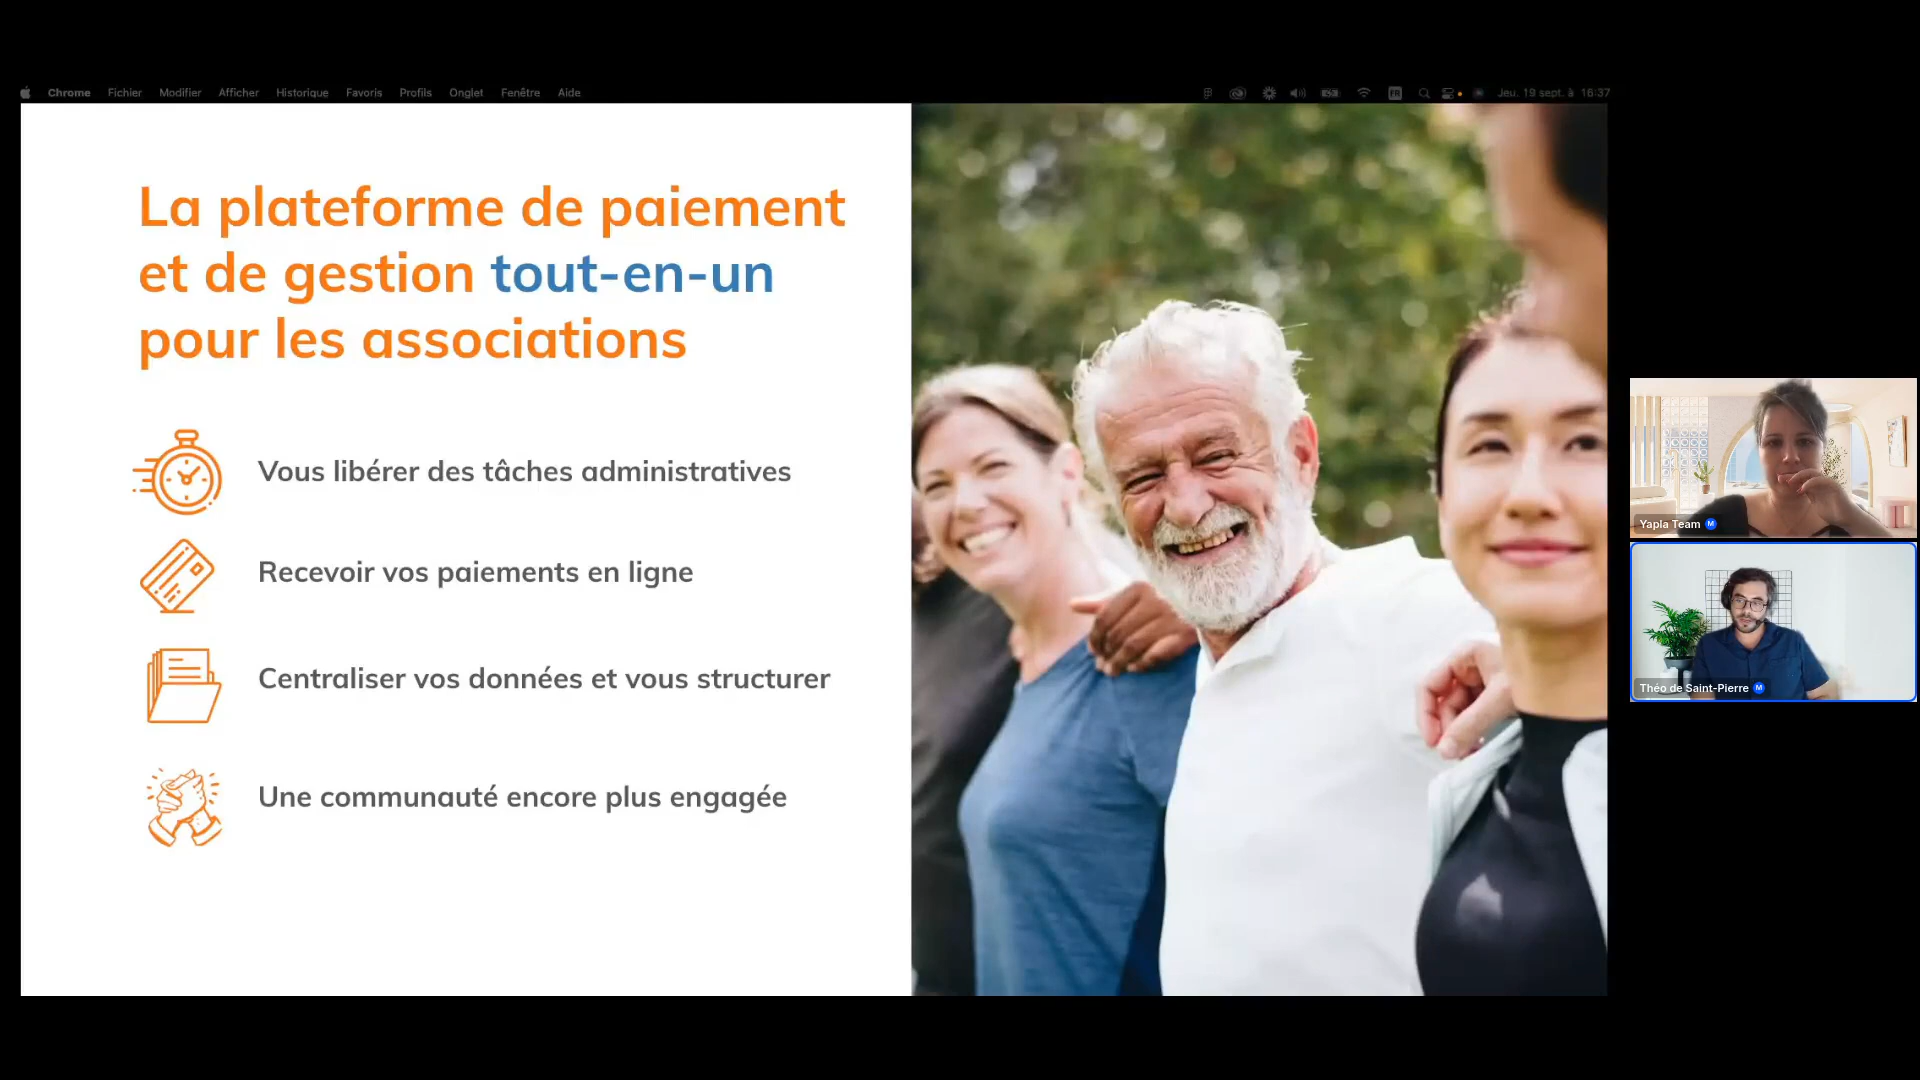 Chrome Fichier Modifier Afficher Historique Favoris Profils Onglet Fenêtre Aide
FR
Jeu. 19 sept. à 16:37
La plateforme de paiement
et de gestion tout-en-un
pour les associations
Vous libérer des tâches administratives
Recevoir vos paiements en ligne
Centraliser vos données et vous structurer
Une communauté encore plus engagée
Yapla Team M
Théo de Saint-Pierre M